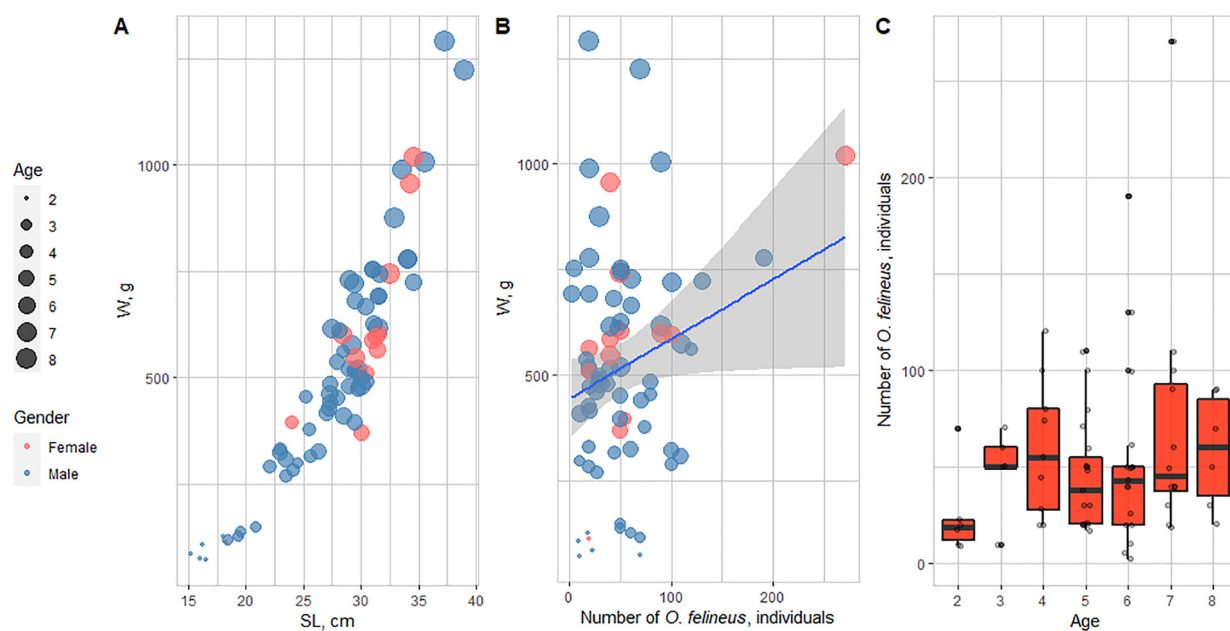 A
B
C
Age
2
3
4
5
6
7
8
Gender
Female
Male
W, g
1000
500
15 20 25 30 35 40
SL, cm
W, g
1000
500
0 100 200
Number of O. felineus, individuals
Number of O. felineus, individuals
200
100
0
2 3 4 5 6 7 8
Age